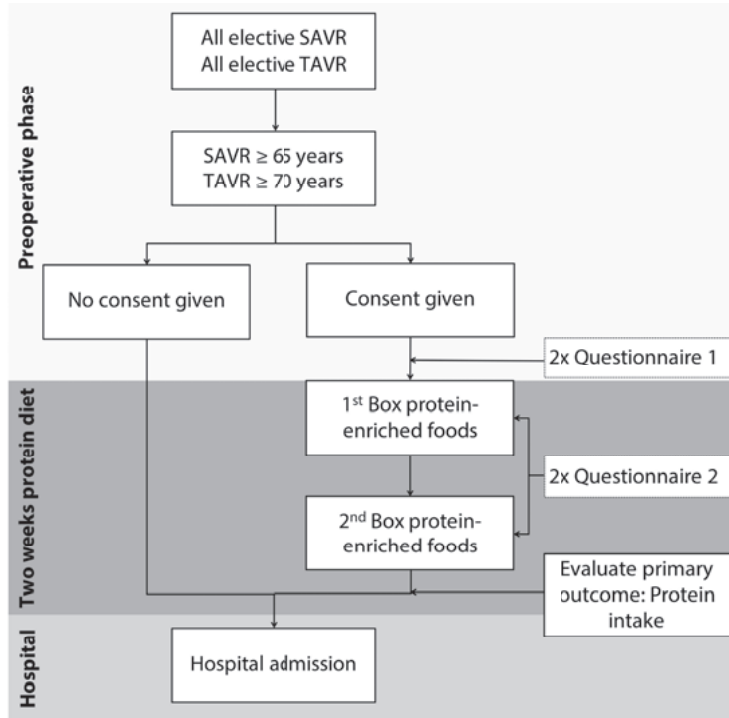 Preoperative phase
All elective SAVR
All elective TAVR
SAVR ≥ 65 years
TAVR ≥ 70 years
No consent given
Consent given
2x Questionnaire 1
Two weeks protein diet
1st Box protein-
enriched foods
2x Questionnaire 2
2nd Box protein-
enriched foods
Evaluate primary
outcome: Protein
intake
Hospital
Hospital admission